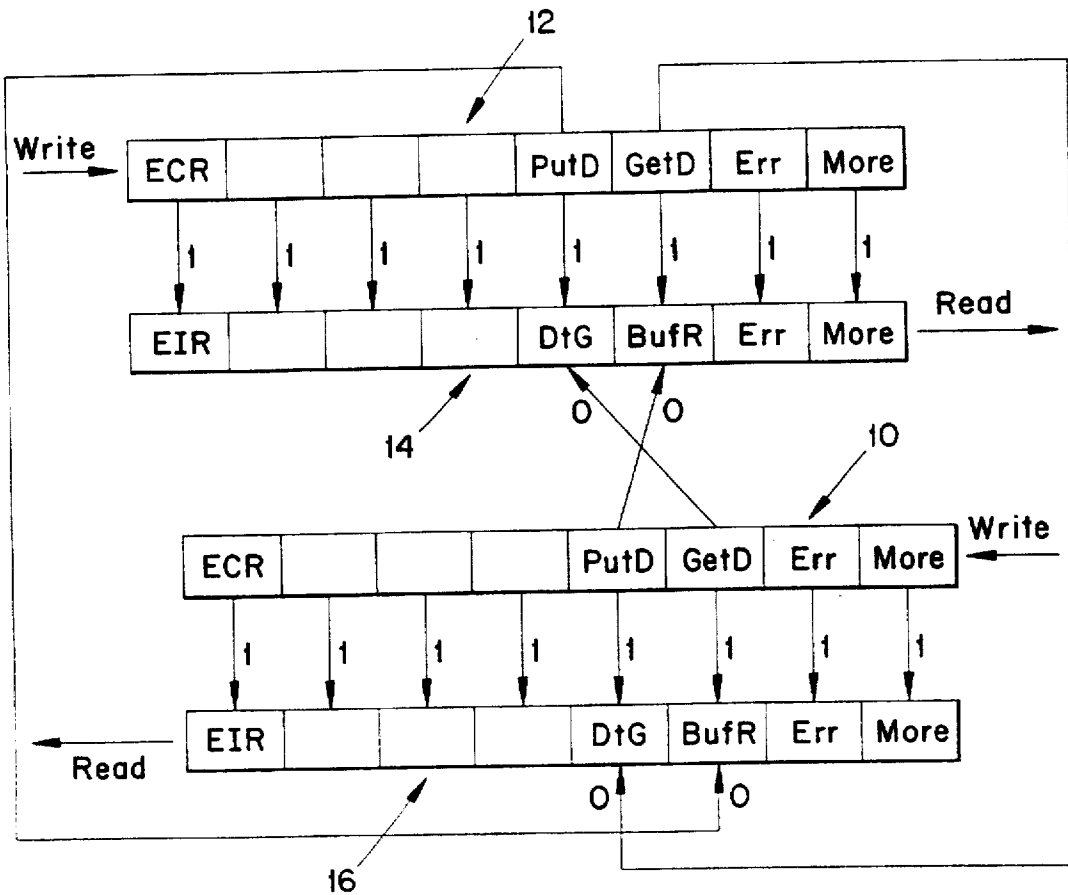 12
Write
ECR PutD GetD Err More
1 1 1 1 1 1 1 1
EIR DtG BufR Err More
Read
14
0 0
10
ECR PutD GetD Err More
Write
1 1 1 1 1 1 1 1
EIR DtG BufR Err More
Read
0 0
16